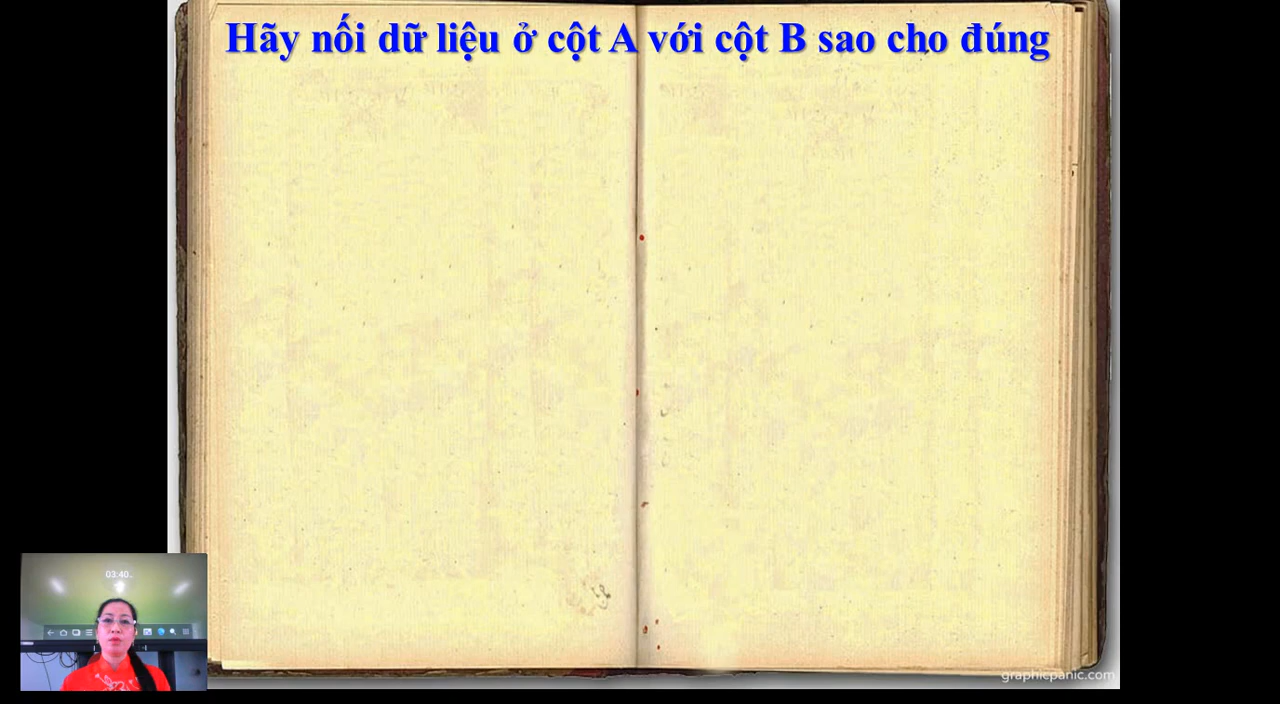 Hãy nối dữ liệu ở cột A với cột B sao cho đúng
03:40
graphicpanic.com